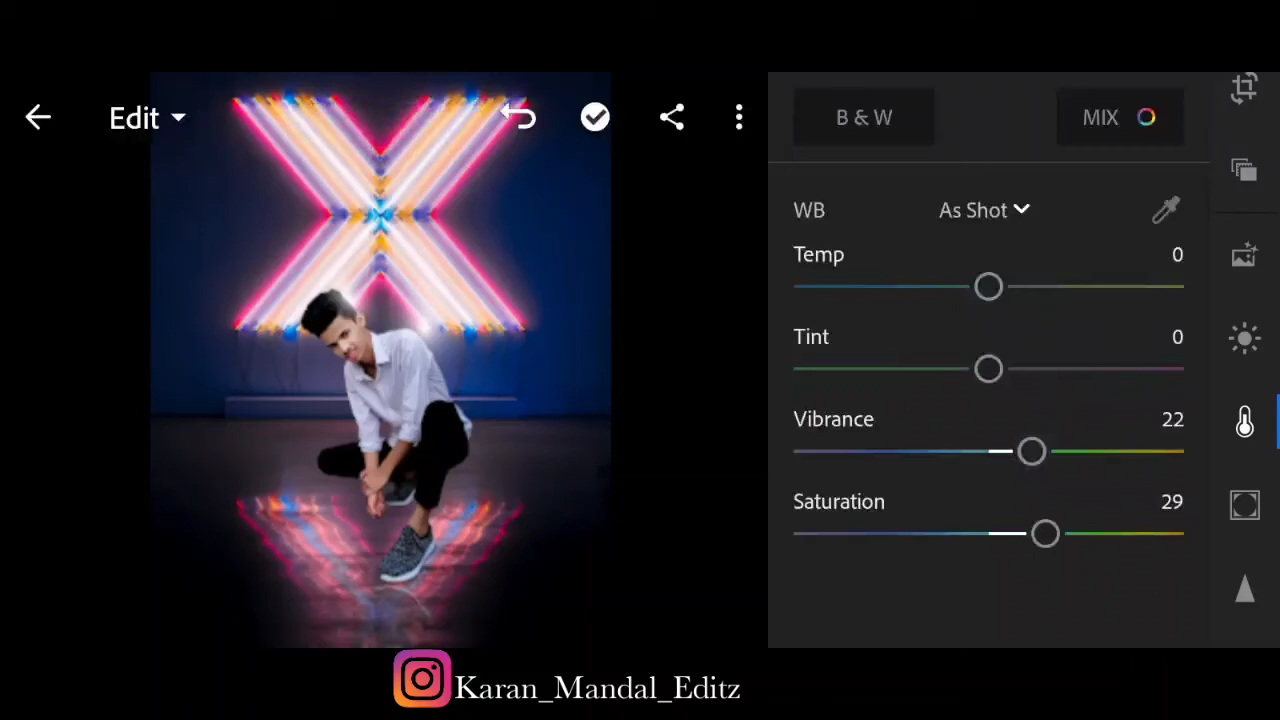 Edit
B & W
MIX
WB
As Shot
Temp
0
Tint
0
Vibrance
22
Saturation
29
Karan_Mandal_Editz